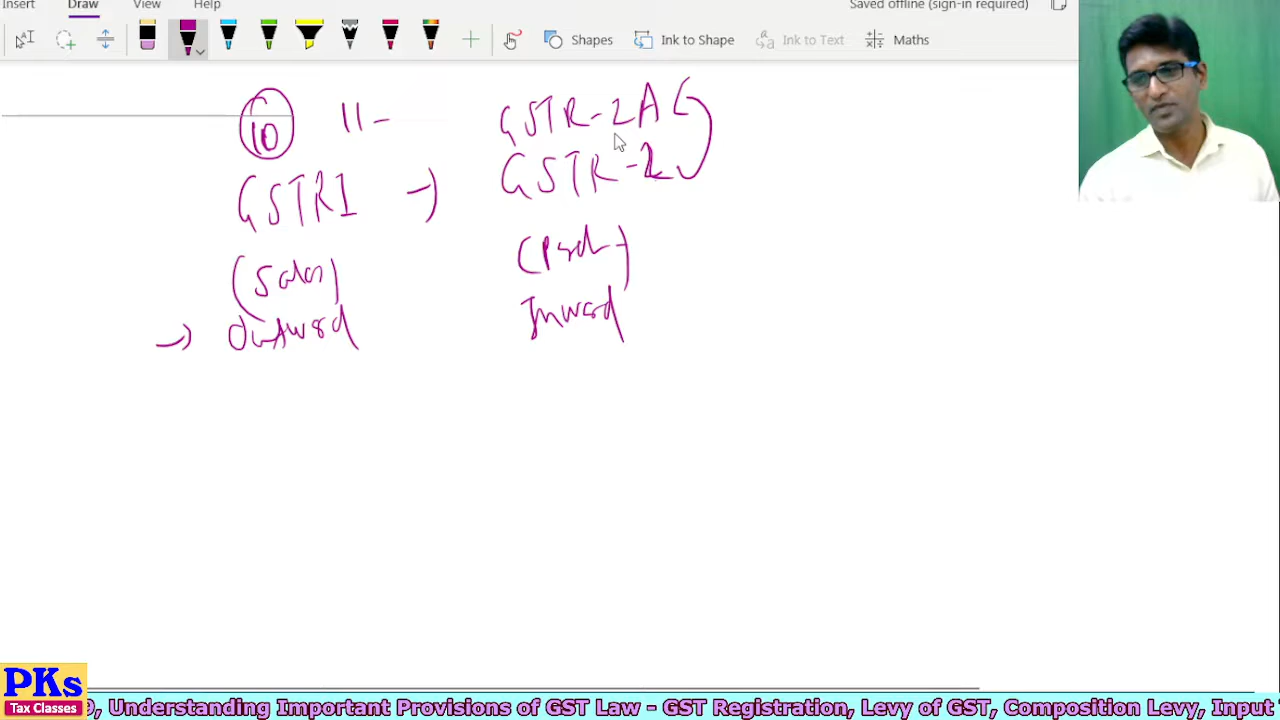 Insert Draw View Help Saved offline (sign-in required)
Shapes Ink to Shape Ink to Text Maths
10 11- GSTR-2A
GSTR1 → GSTR-2
(Sales)
→ Outward Inward
PKs
Tax Classes
, Understanding Important Provisions of GST Law - GST Registration, Levy of GST, Composition Levy, Input